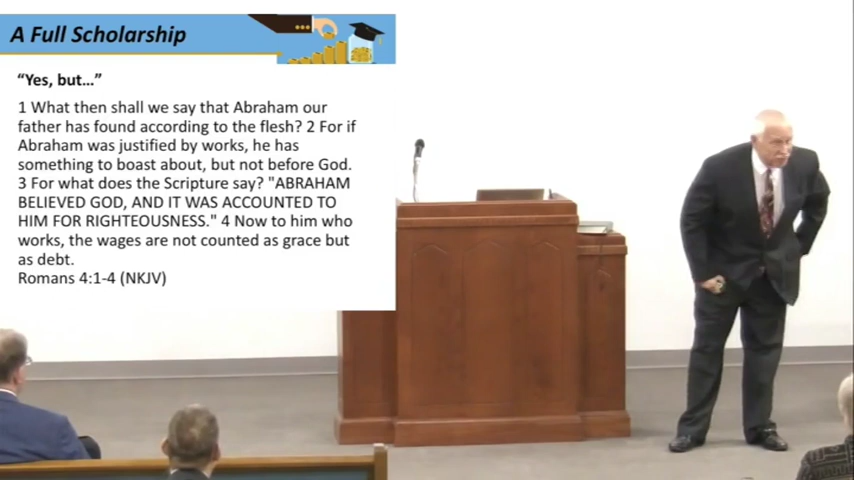 A Full Scholarship
“Yes, but...”
1 What then shall we say that Abraham our
father has found according to the flesh? 2 For if
Abraham was justified by works, he has
something to boast about, but not before God.
3 For what does the Scripture say? "ABRAHAM
BELIEVED GOD, AND IT WAS ACCOUNTED TO
HIM FOR RIGHTEOUSNESS." 4 Now to him who
works, the wages are not counted as grace but
as debt.
Romans 4:1-4 (NKJV)